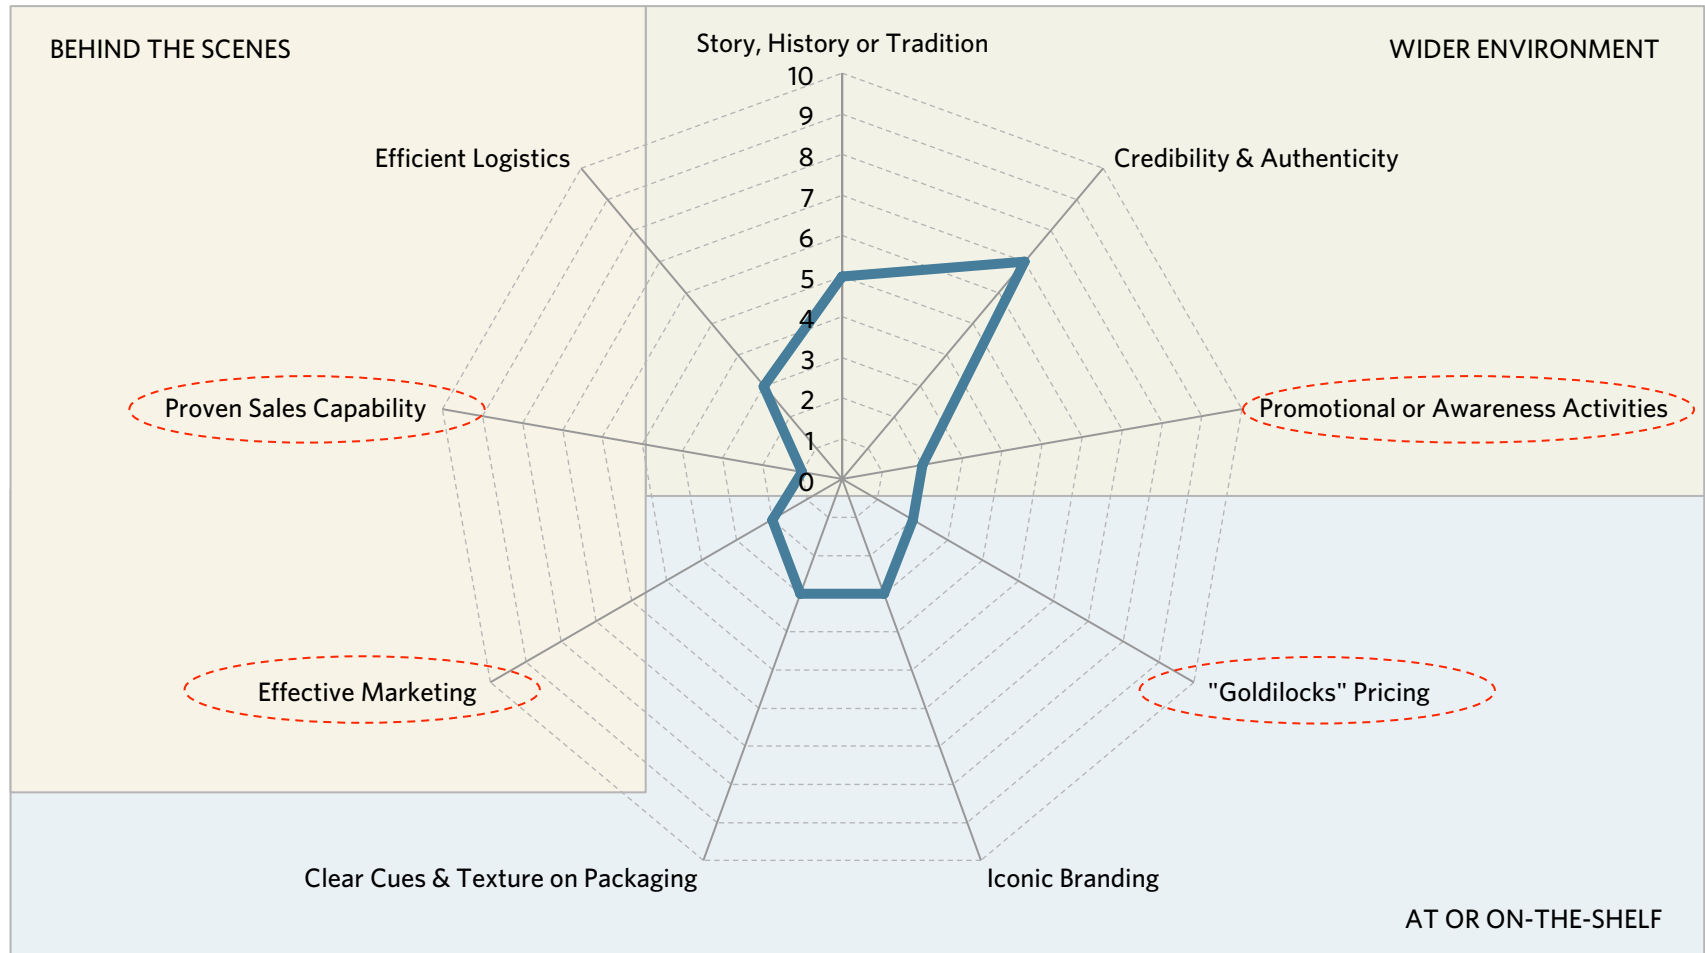 BEHIND THE SCENES
WIDER ENVIRONMENT
Story, History or Tradition
10
9
8
7
6
5
4
3
2
1
0
Efficient Logistics
Credibility & Authenticity
Proven Sales Capability
Promotional or Awareness Activities
Effective Marketing
"Goldilocks" Pricing
Clear Cues & Texture on Packaging
Iconic Branding
AT OR ON-THE-SHELF